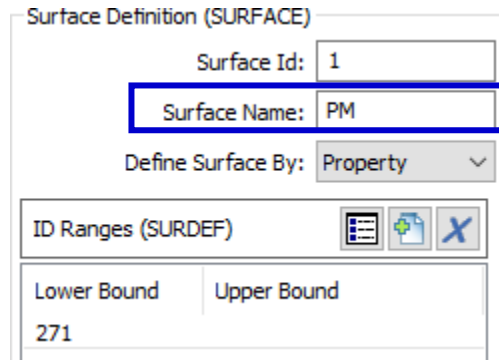 Surface Definition (SURFACE)
Surface Id: 1
Surface Name: PM
Define Surface By: Property
ID Ranges (SURDEF)
Lower Bound Upper Bound
271